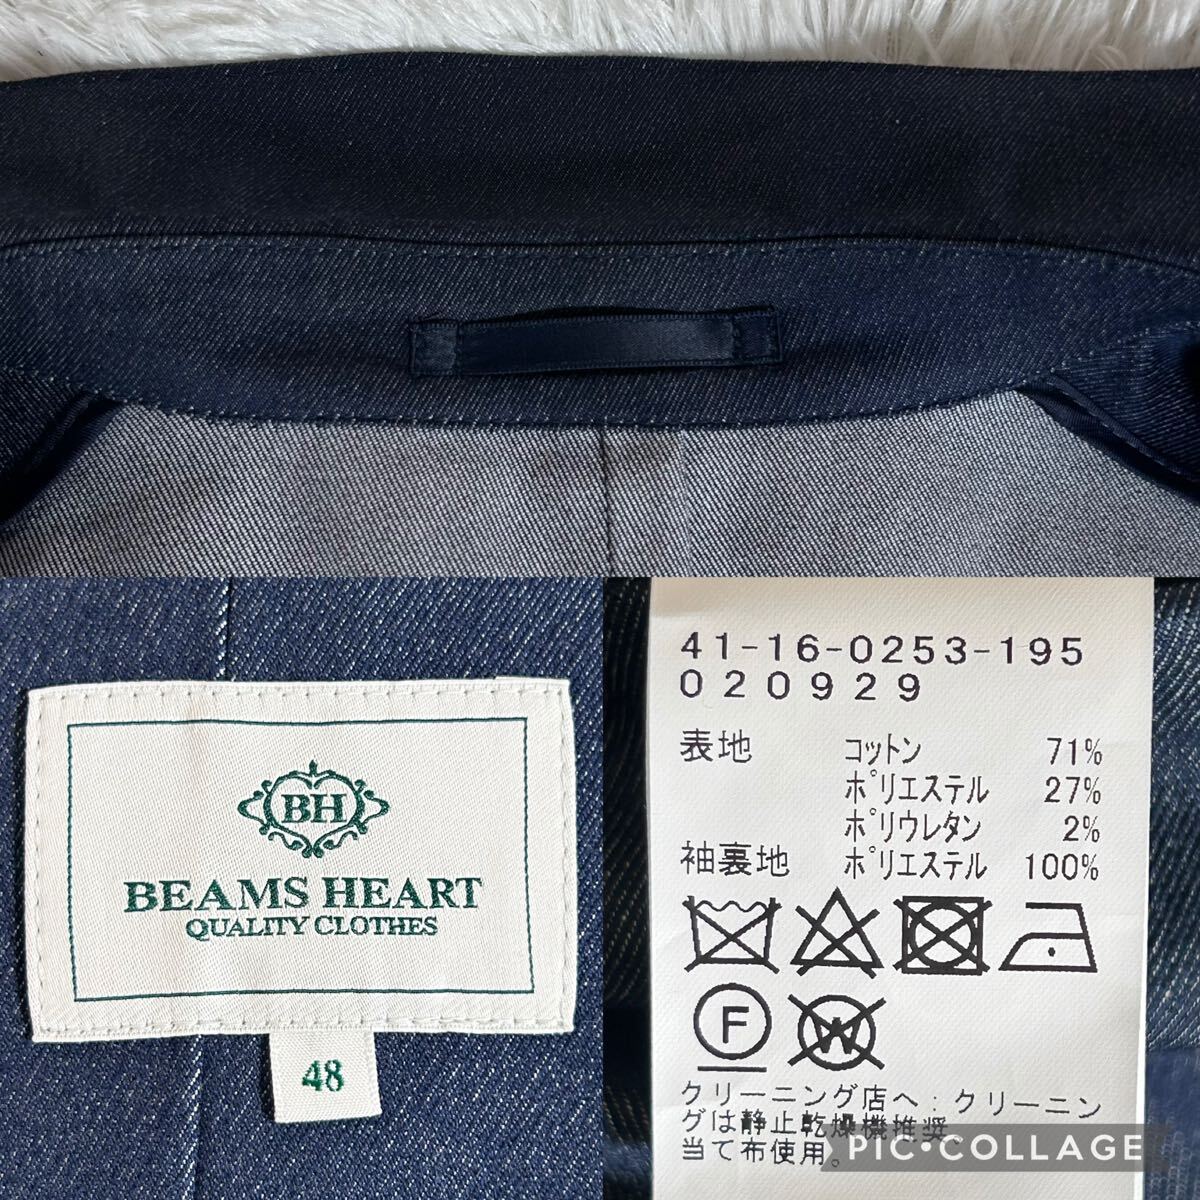 BH
BEAMS HEART
QUALITY CLOTHES
48
41-16-0253-195
020929
表地 コットン 71%
ポリエステル 27%
ポリウレタン 2%
袖裏地 ポリエステル 100%
F
W
クリーニング店へ:クリーニン
グは静止乾燥機推奨。
当て布使用。
PIC•COLLAGE